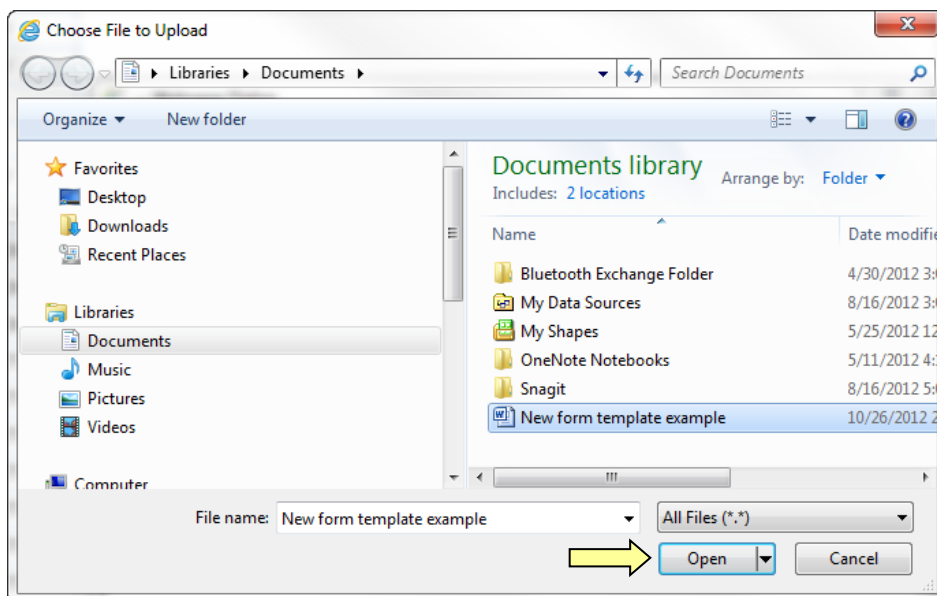 Choose File to Upload
Libraries Documents
Search Documents
Organize New folder
Favorites
Desktop
Downloads
Recent Places
Libraries
Documents
Music
Pictures
Videos
Computer
Documents library
Includes: 2 locations
Arrange by: Folder
Name Date modifie
Bluetooth Exchange Folder 4/30/2012 3:
My Data Sources 8/16/2012 3:
My Shapes 5/25/2012 12
OneNote Notebooks 5/11/2012 4:
Snagit 8/16/2012 5:
New form template example 10/26/2012 2
File name: New form template example All Files (*.*)
Open Cancel